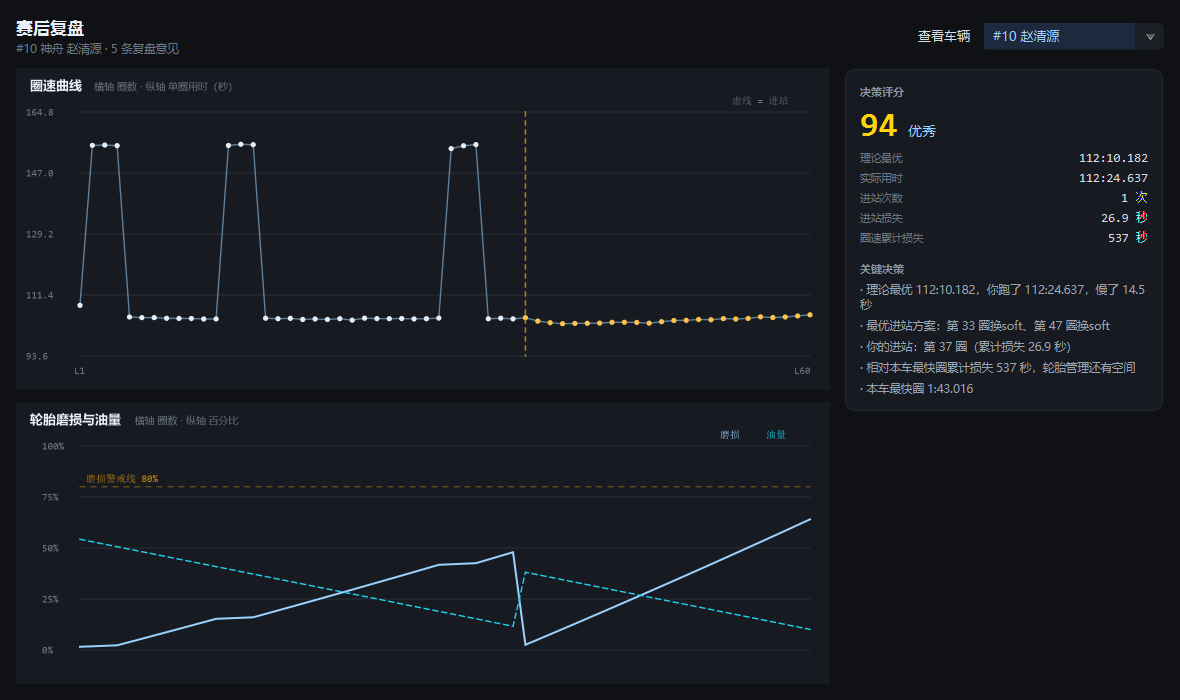 赛后复盘
#10 神舟 赵清源 · 5 条复盘意见
查看车辆
#10 赵清源
圈速曲线
横轴 圈数 · 纵轴 单圈用时（秒）
虚线 = 进站
164.8
147.0
129.2
111.4
93.6
L1
L60
轮胎磨损与油量
横轴 圈数 · 纵轴 百分比
磨损
油量
100%
磨损警戒线 80%
75%
50%
25%
0%
决策评分
94 优秀
理论最优 112:10.182
实际用时 112:24.637
进站次数 1 次
进站损失 26.9 秒
圈速累计损失 537 秒
关键决策
· 理论最优 112:10.182，你跑了 112:24.637，慢了 14.5
秒
· 最优进站方案：第 33 圈换soft、第 47 圈换soft
· 你的进站：第 37 圈（累计损失 26.9 秒）
· 相对本车最快圈累计损失 537 秒，轮胎管理还有空间
· 本车最快圈 1:43.016